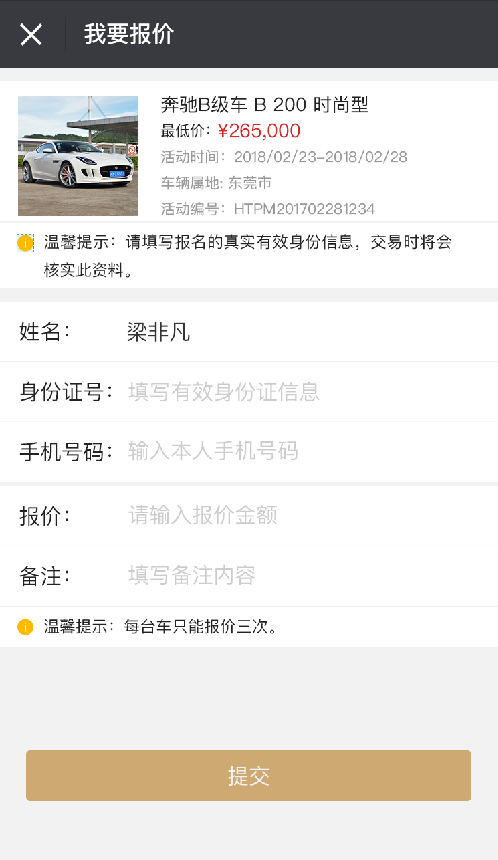 我要报价
奔驰B级车 B 200 时尚型
最低价：¥265,000
活动时间：2018/02/23-2018/02/28
车辆属地: 东莞市
活动编号：HTPM201702281234
温馨提示：请填写报名的真实有效身份信息，交易时将会
核实此资料。
姓名： 梁非凡
身份证号： 填写有效身份证信息
手机号码： 输入本人手机号码
报价： 请输入报价金额
备注： 填写备注内容
温馨提示：每台车只能报价三次。
提交